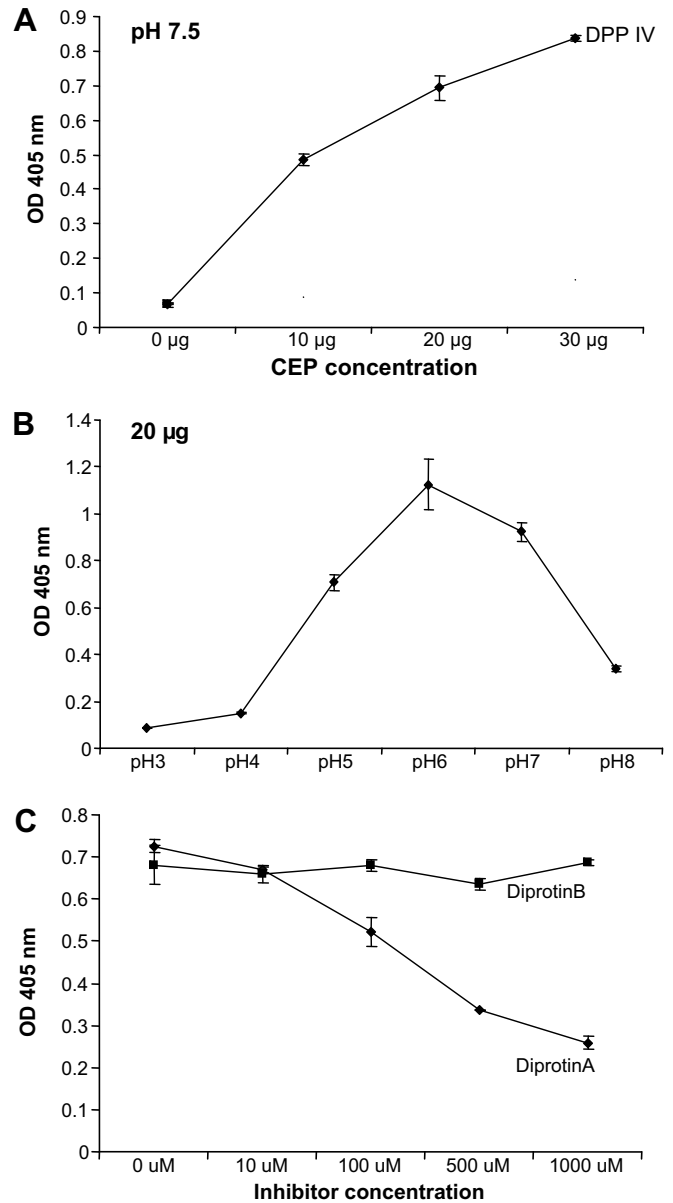 A
pH 7.5
0.9
0.8
0.7
0.6
0.5
0.4
0.3
0.2
0.1
0
OD 405 nm
DPP IV
0 µg 10 µg 20 µg 30 µg
CEP concentration
B
20 µg
1.4
1.2
1
0.8
0.6
0.4
0.2
0
OD 405 nm
pH3 pH4 pH5 pH6 pH7 pH8
C
0.8
0.7
0.6
0.5
0.4
0.3
0.2
0.1
0
OD 405 nm
DiprotinB
DiprotinA
0 uM 10 uM 100 uM 500 uM 1000 uM
Inhibitor concentration